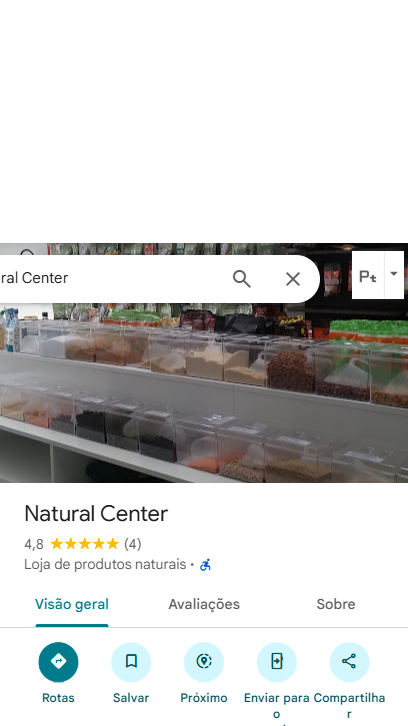 ral Center
Pt
Natural Center
4,8 (4)
Loja de produtos naturais ·
Visão geral Avaliações Sobre
Rotas Salvar Próximo Enviar para o Compartilhar